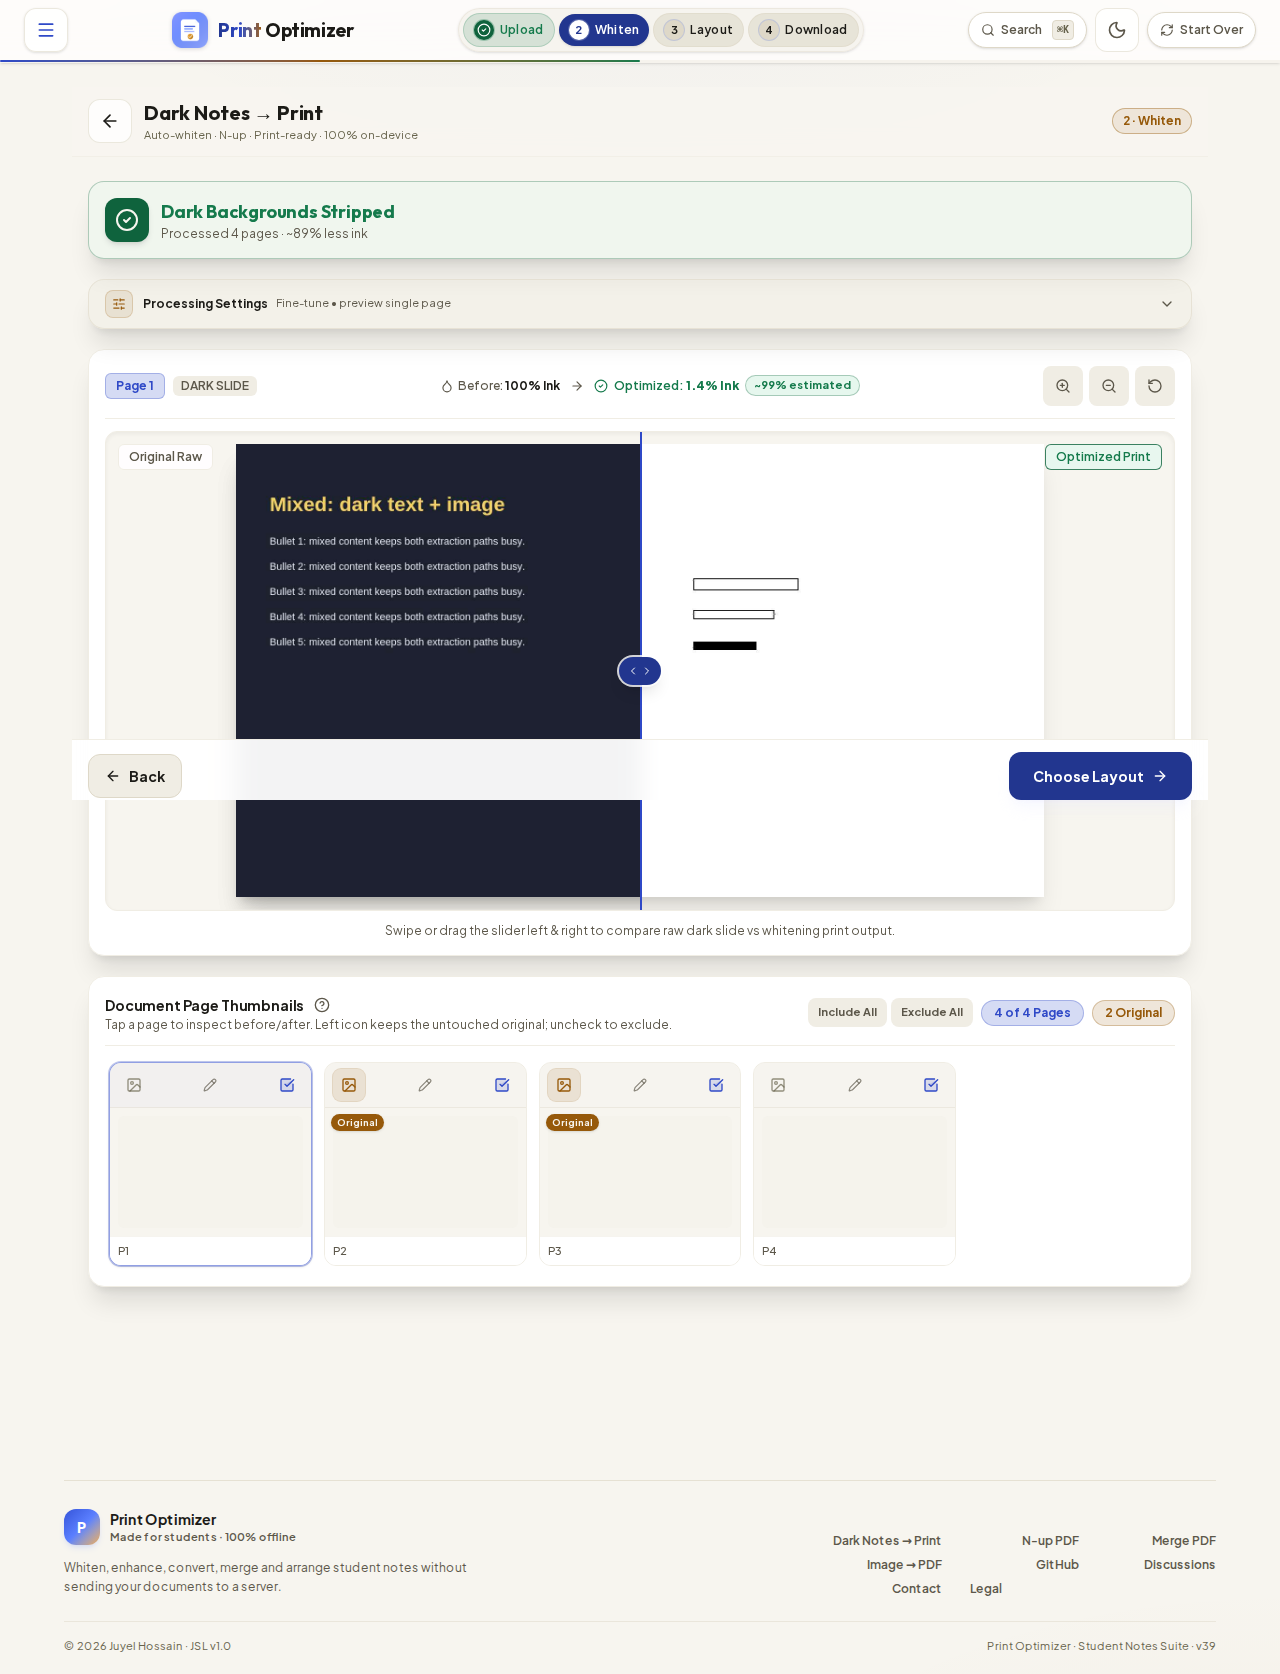 Print Optimizer
Upload
2 Whiten
3 Layout
4 Download
Search ⌘K
Start Over
Dark Notes → Print
Auto-whiten · N-up · Print-ready · 100% on-device
2 · Whiten
Dark Backgrounds Stripped
Processed 4 pages · ~89% less ink
Processing Settings Fine-tune • preview single page
Page 1 DARK SLIDE
Before: 100% Ink → Optimized: 1.4% Ink ~99% estimated
Original Raw
Optimized Print
Mixed: dark text + image
Bullet 1: mixed content keeps both extraction paths busy.
Bullet 2: mixed content keeps both extraction paths busy.
Bullet 3: mixed content keeps both extraction paths busy.
Bullet 4: mixed content keeps both extraction paths busy.
Bullet 5: mixed content keeps both extraction paths busy.
Back
Choose Layout
Swipe or drag the slider left & right to compare raw dark slide vs whitening print output.
Document Page Thumbnails
Tap a page to inspect before/after. Left icon keeps the untouched original; uncheck to exclude.
Include All
Exclude All
4 of 4 Pages
2 Original
Original
Original
P1
P2
P3
P4
P
Print Optimizer
Made for students · 100% offline
Whiten, enhance, convert, merge and arrange student notes without
sending your documents to a server.
Dark Notes → Print
N-up PDF
Merge PDF
Image → PDF
GitHub
Discussions
Contact
Legal
© 2026 Juyel Hossain · JSL v1.0
Print Optimizer · Student Notes Suite · v39